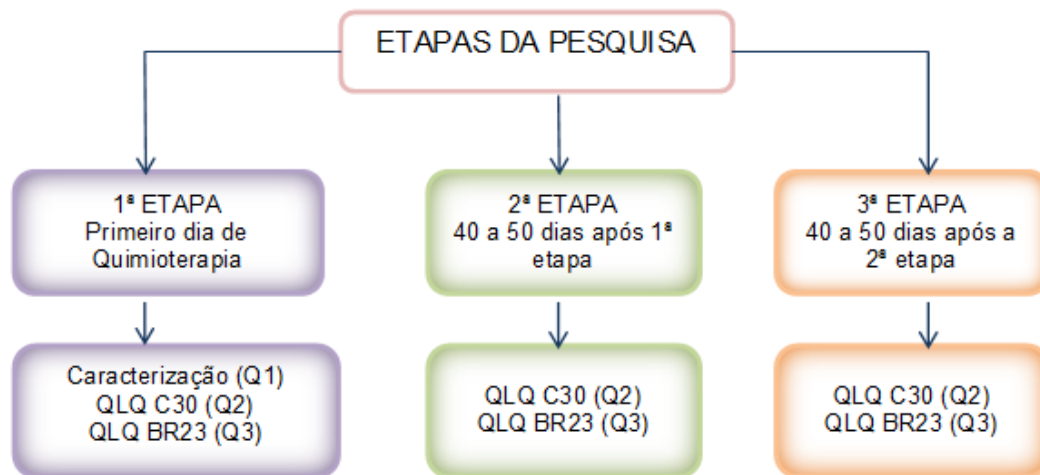 ETAPAS DA PESQUISA
1ª ETAPA
Primeiro dia de
Quimioterapia
2ª ETAPA
40 a 50 dias após 1ª
etapa
3ª ETAPA
40 a 50 dias após a
2ª etapa
Caracterização (Q1)
QLQ C30 (Q2)
QLQ BR23 (Q3)
QLQ C30 (Q2)
QLQ BR23 (Q3)
QLQ C30 (Q2)
QLQ BR23 (Q3)